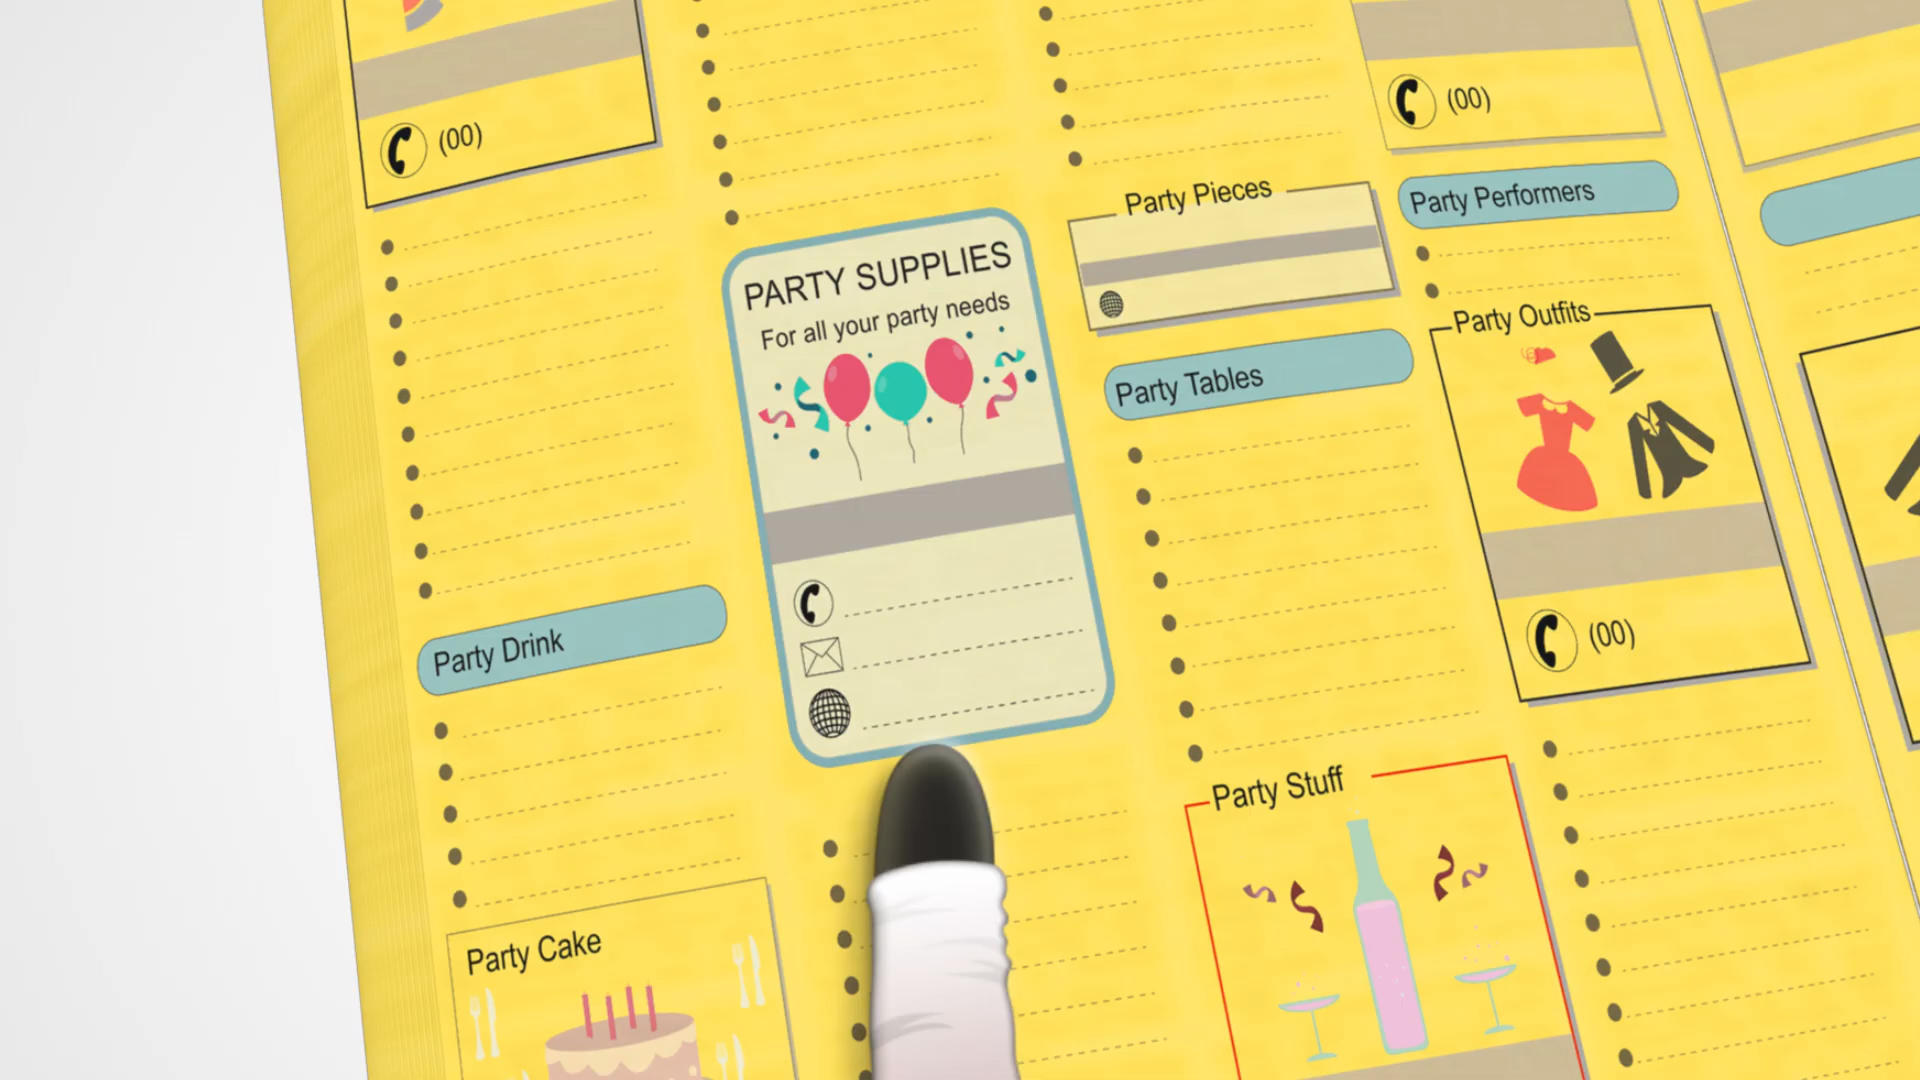 (00)
Party Drink
Party Cake
PARTY SUPPLIES
For all your party needs
Party Pieces
Party Tables
Party Stuff
(00)
Party Performers
Party Outfits
(00)